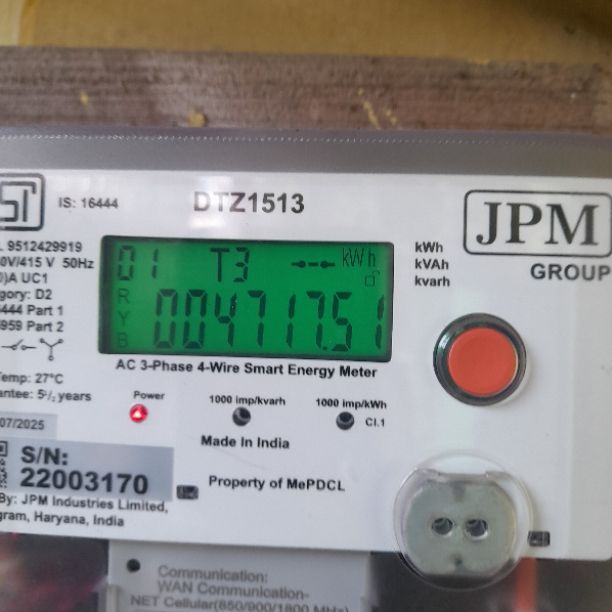 IS: 16444
DTZ1513
JPM
GROUP
9512429919
0V/415 V 50Hz
)A UC1
gory: D2
444 Part 1
959 Part 2
Temp: 27°C
antee: 5½ years
07/2025
01 T3 kWh
R
Y
B
004717.51
kWh
kVAh
kvarh
AC 3-Phase 4-Wire Smart Energy Meter
Power
1000 imp/kvarh
1000 imp/kWh
Cl.1
Made In India
S/N:
22003170
Property of MePDCL
By: JPM Industries Limited,
gram, Haryana, India
Communication:
WAN Communication-
NET Cellular(850/900/1800 MHz)